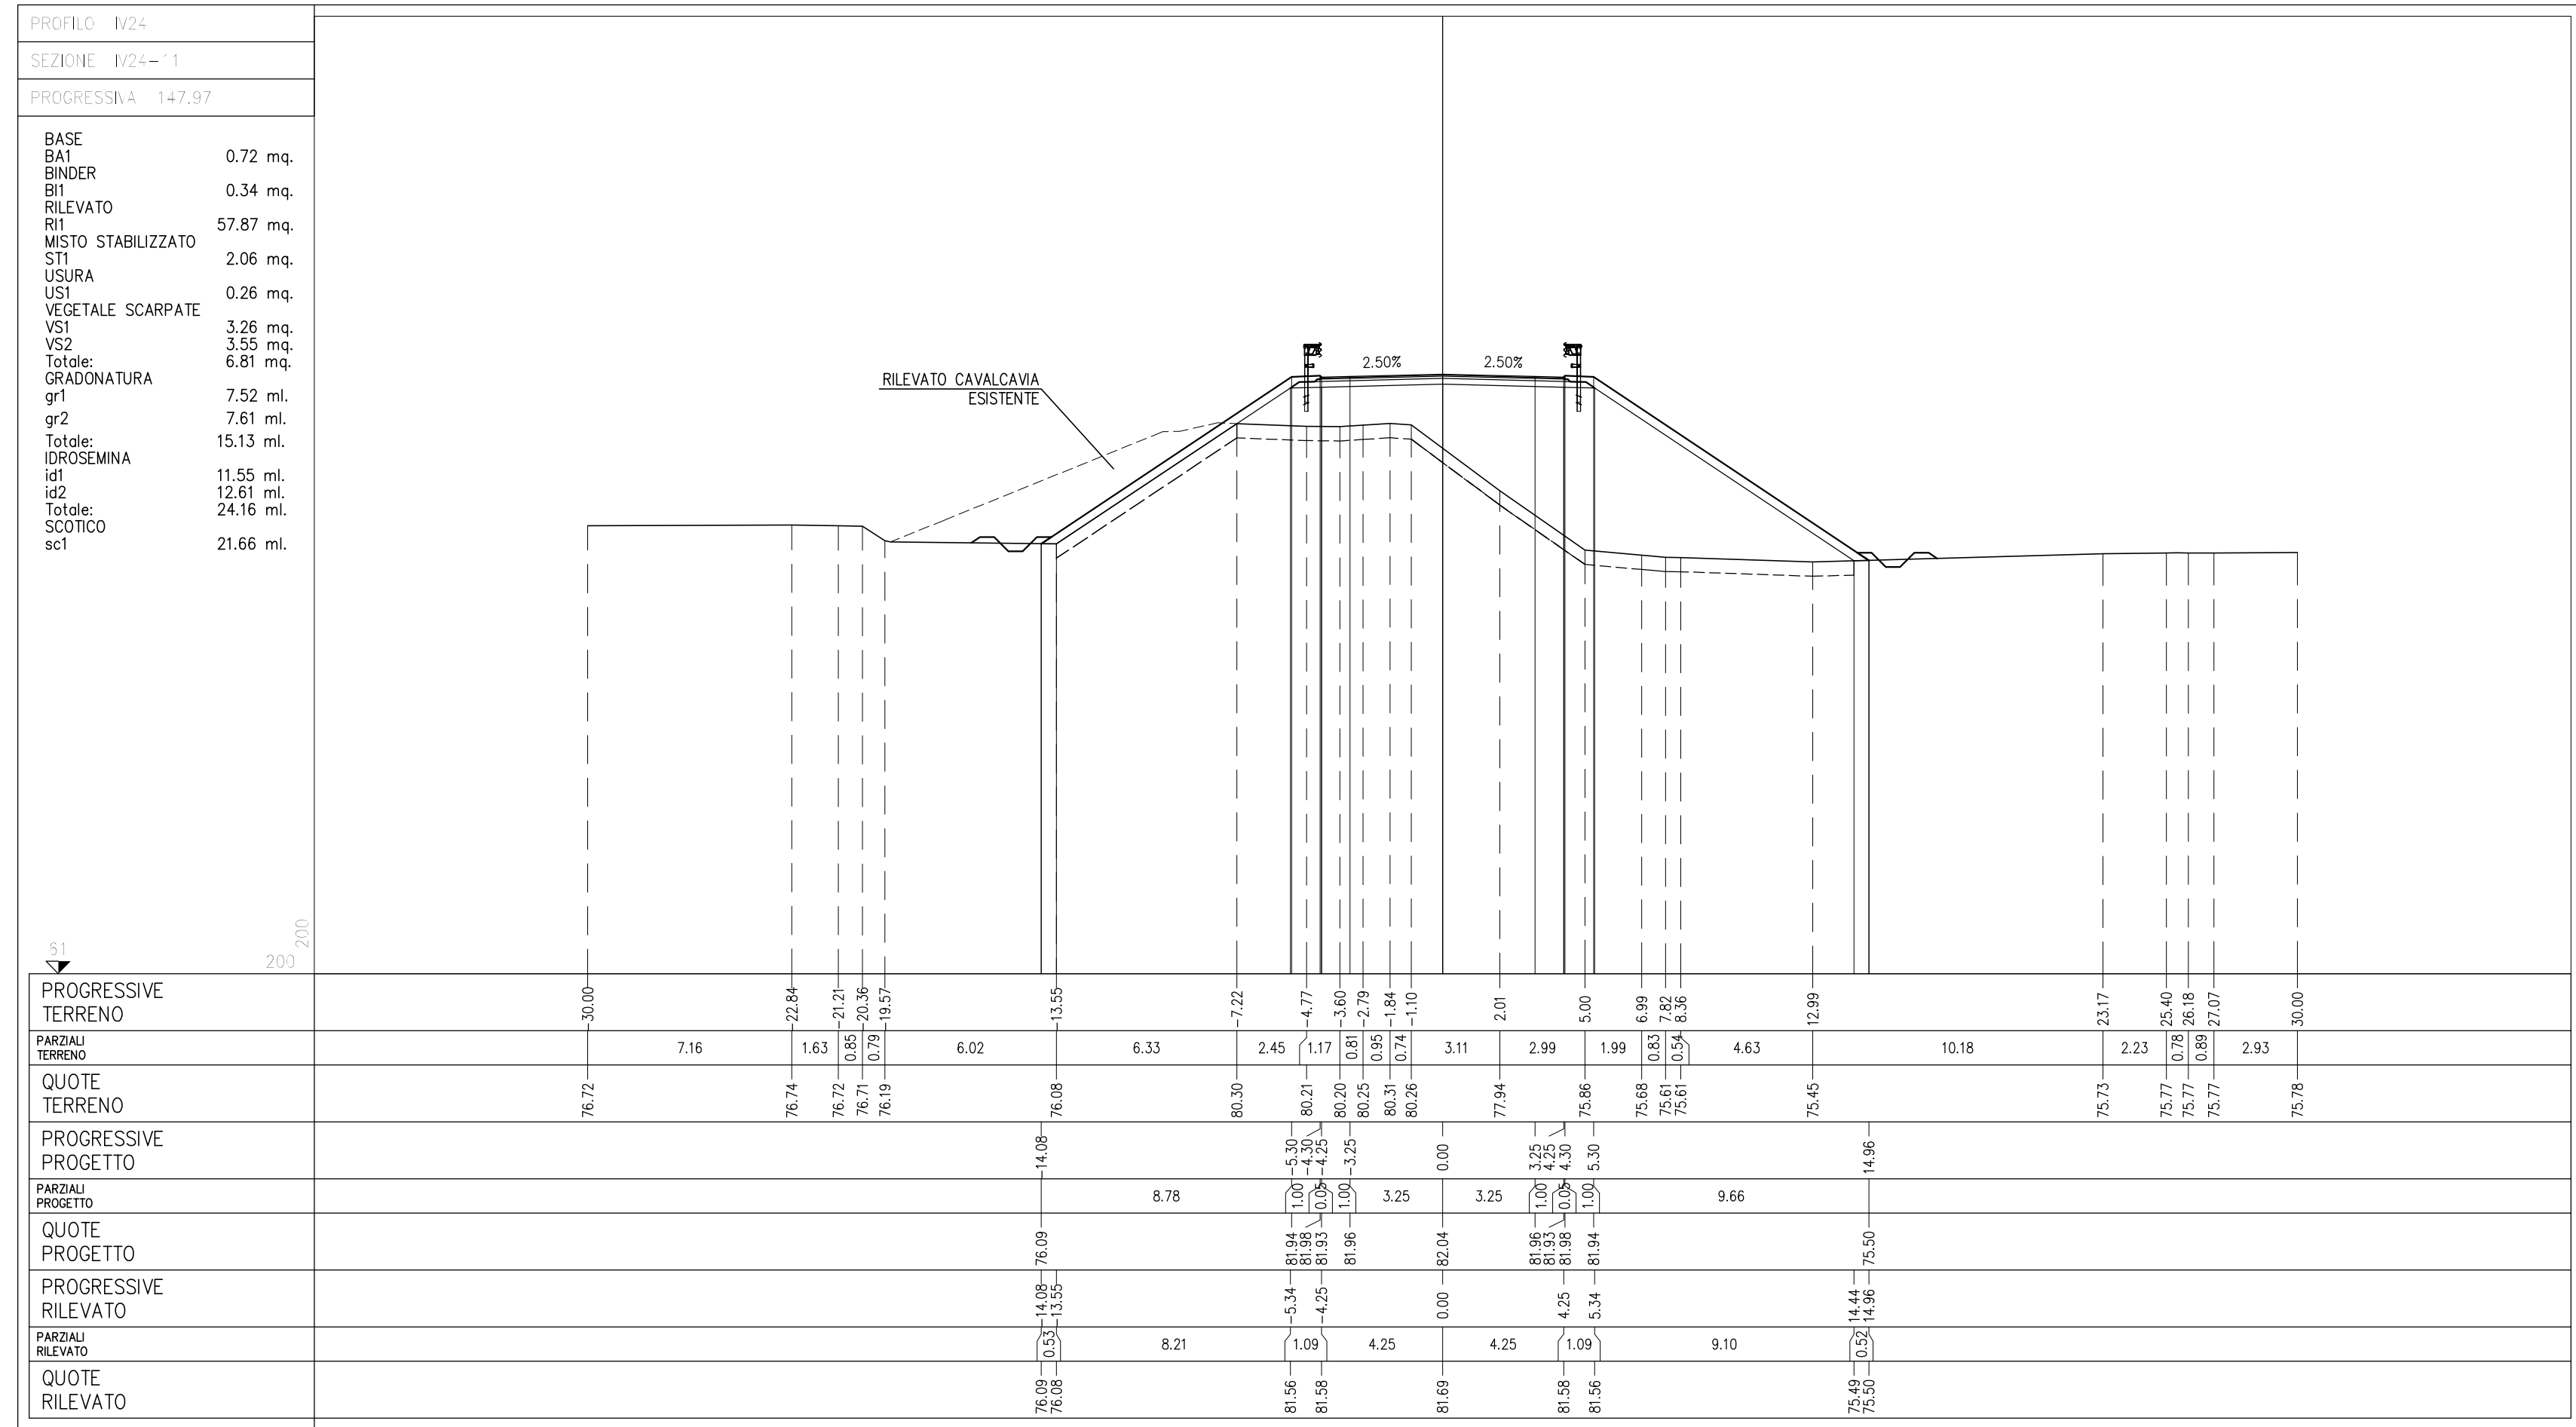 PROFILO IV24
SEZIONE IV24-11
PROGRESSIVA 147.97
BASE
BA1 0.72 mq.
BINDER
BI1 0.34 mq.
RILEVATO
RI1 57.87 mq.
MISTO STABILIZZATO
ST1 2.06 mq.
USURA
US1 0.26 mq.
VEGETALE SCARPATE
VS1 3.26 mq.
VS2 3.55 mq.
Totale: 6.81 mq.
GRADONATURA
gr1 7.52 ml.
gr2 7.61 ml.
Totale: 15.13 ml.
IDROSEMINA
id1 11.55 ml.
id2 12.61 ml.
Totale: 24.16 ml.
SCOTICO
sc1 21.66 ml.
RILEVATO CAVALCAVIA
ESISTENTE
2.50% 2.50%
61
200
200
PROGRESSIVE
TERRENO
-30.00 -22.84 -21.21 -20.36 -19.57 -13.55 -7.22 -4.77 -3.60 -2.79 -1.84 -1.10 2.01 5.00 6.99 7.82 8.36 12.99 23.17 25.40 26.18 27.07 30.00
PARZIALI
TERRENO
7.16 1.63 0.85 0.79 6.02 6.33 2.45 1.17 0.81 0.95 0.74 3.11 2.99 1.99 0.83 0.54 4.63 10.18 2.23 0.78 0.89 2.93
QUOTE
TERRENO
76.72 76.74 76.72 76.71 76.19 76.08 80.30 80.21 80.20 80.25 80.31 80.26 77.94 75.86 75.68 75.61 75.61 75.45 75.73 75.77 75.77 75.77 75.78
PROGRESSIVE
PROGETTO
-14.08 -5.30 -4.30 -4.25 -3.25 0.00 3.25 4.25 4.30 5.30 14.96
PARZIALI
PROGETTO
8.78 1.00 0.05 1.00 3.25 3.25 1.00 0.05 1.00 9.66
QUOTE
PROGETTO
76.09 81.94 81.98 81.93 81.96 82.04 81.96 81.93 81.98 81.94 75.50
PROGRESSIVE
RILEVATO
-14.08 -13.55 -5.34 -4.25 0.00 4.25 5.34 14.44 14.96
PARZIALI
RILEVATO
0.53 8.21 1.09 4.25 4.25 1.09 9.10 0.52
QUOTE
RILEVATO
76.09 76.08 81.56 81.58 81.69 81.58 81.56 75.49 75.50